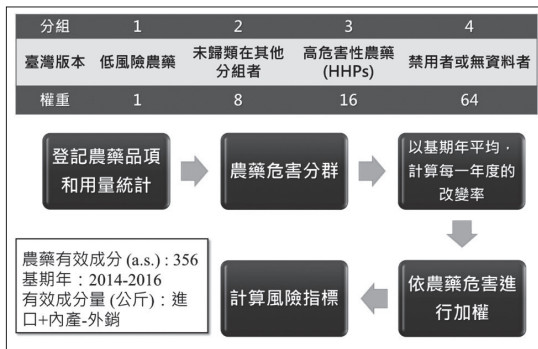 分組 1 2 3 4
臺灣版本 低風險農藥 未歸類在其他分組者 高危害性農藥(HHPs) 禁用者或無資料者
權重 1 8 16 64
登記農藥品項
和用量統計
農藥危害分群
以基期年平均，
計算每一年度的
改變率
依農藥危害進
行加權
計算風險指標
農藥有效成分 (a.s.) : 356
基期年：2014-2016
有效成分量 (公斤)：進
口+內產-外銷